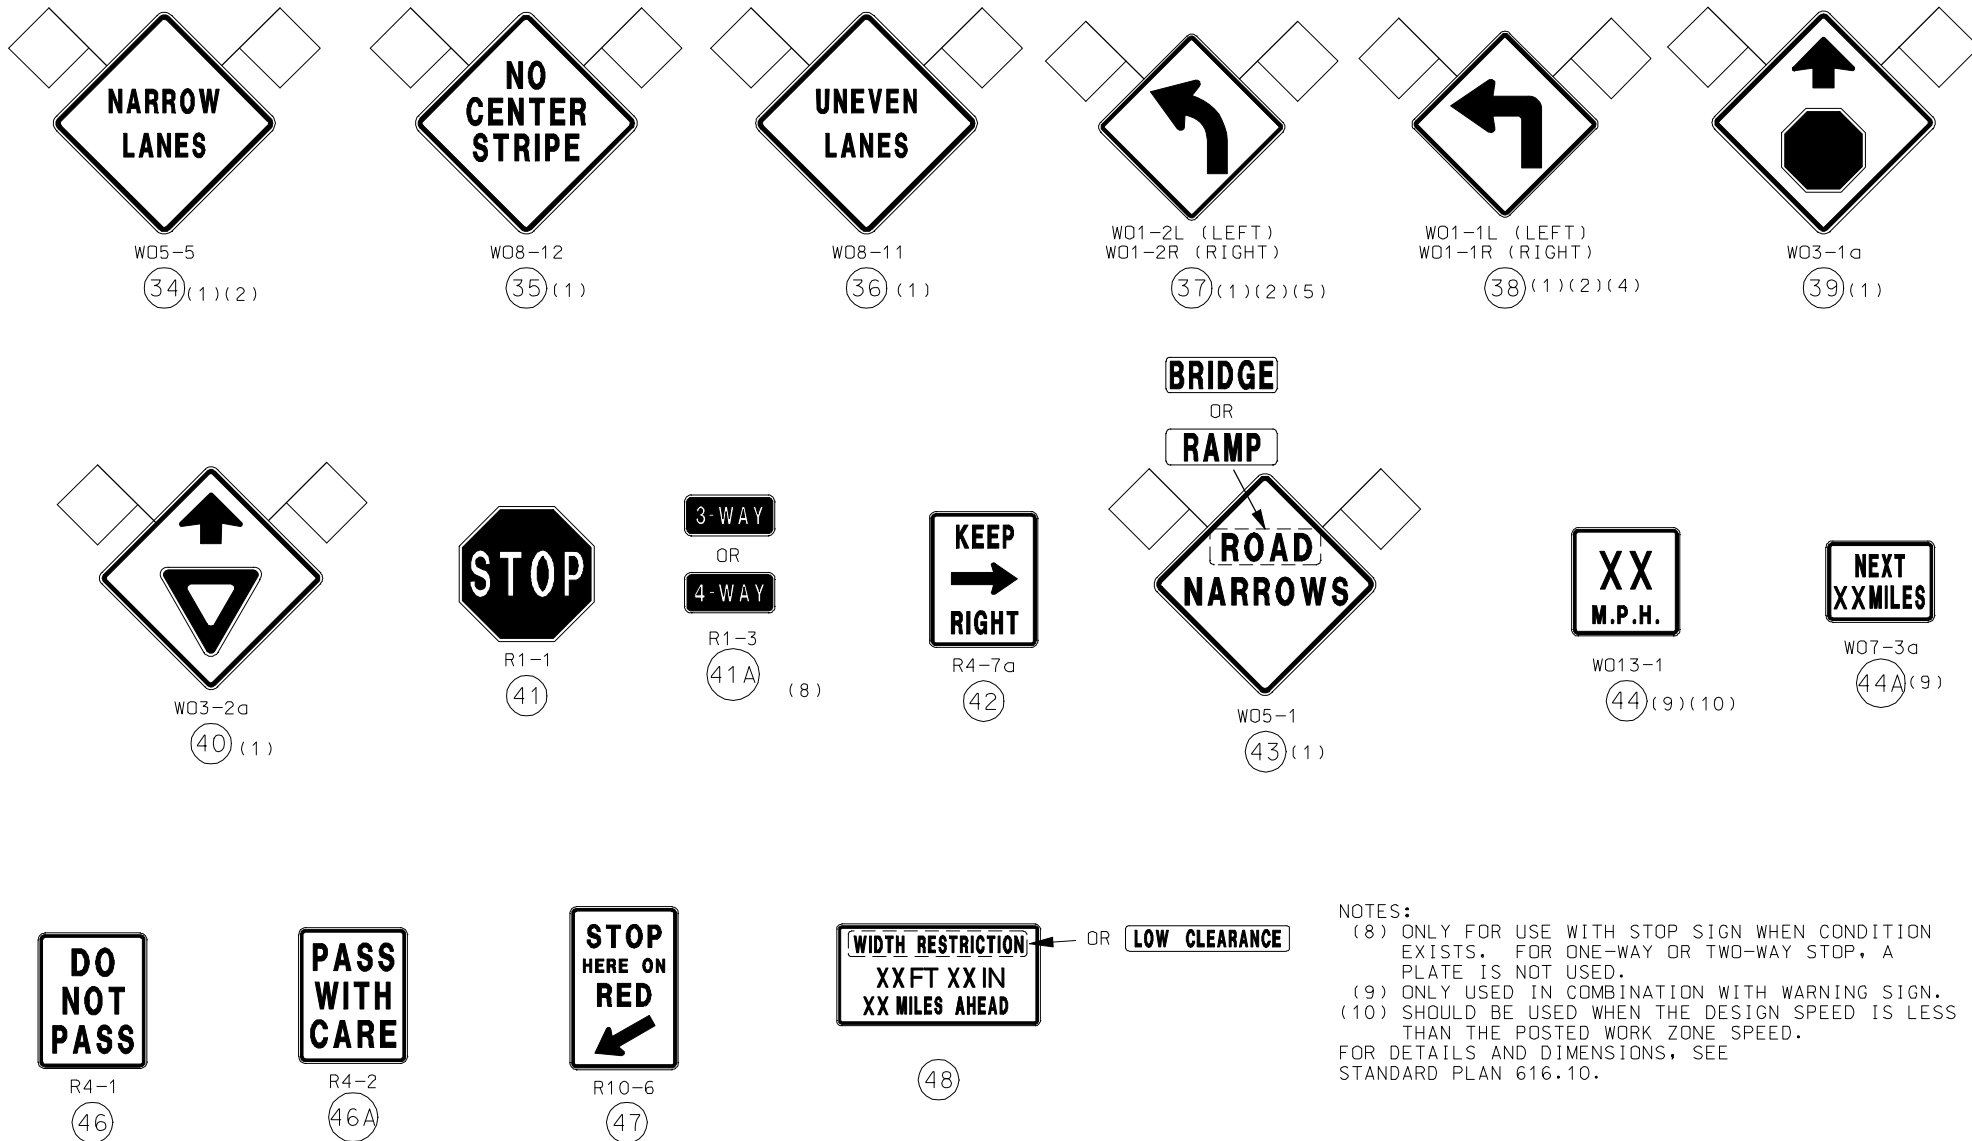 NARROW
LANES
WO5-5
34 (1)(2)
NO
CENTER
STRIPE
WO8-12
35 (1)
UNEVEN
LANES
WO8-11
36 (1)
WO1-2L (LEFT)
WO1-2R (RIGHT)
37 (1)(2)(5)
WO1-1L (LEFT)
WO1-1R (RIGHT)
38 (1)(2)(4)
WO3-1a
39 (1)
WO3-2a
40 (1)
STOP
R1-1
41
3-WAY
OR
4-WAY
R1-3
41A (8)
KEEP
RIGHT
R4-7a
42
BRIDGE
OR
RAMP
ROAD
NARROWS
WO5-1
43 (1)
XX
M.P.H.
WO13-1
44 (9)(10)
NEXT
XX MILES
WO7-3a
44A (9)
DO
NOT
PASS
R4-1
46
PASS
WITH
CARE
R4-2
46A
STOP
HERE ON
RED
R10-6
47
WIDTH RESTRICTION OR LOW CLEARANCE
XX FT XX IN
XX MILES AHEAD
48
NOTES:
(8) ONLY FOR USE WITH STOP SIGN WHEN CONDITION
EXISTS. FOR ONE-WAY OR TWO-WAY STOP, A
PLATE IS NOT USED.
(9) ONLY USED IN COMBINATION WITH WARNING SIGN.
(10) SHOULD BE USED WHEN THE DESIGN SPEED IS LESS
THAN THE POSTED WORK ZONE SPEED.
FOR DETAILS AND DIMENSIONS, SEE
STANDARD PLAN 616.10.